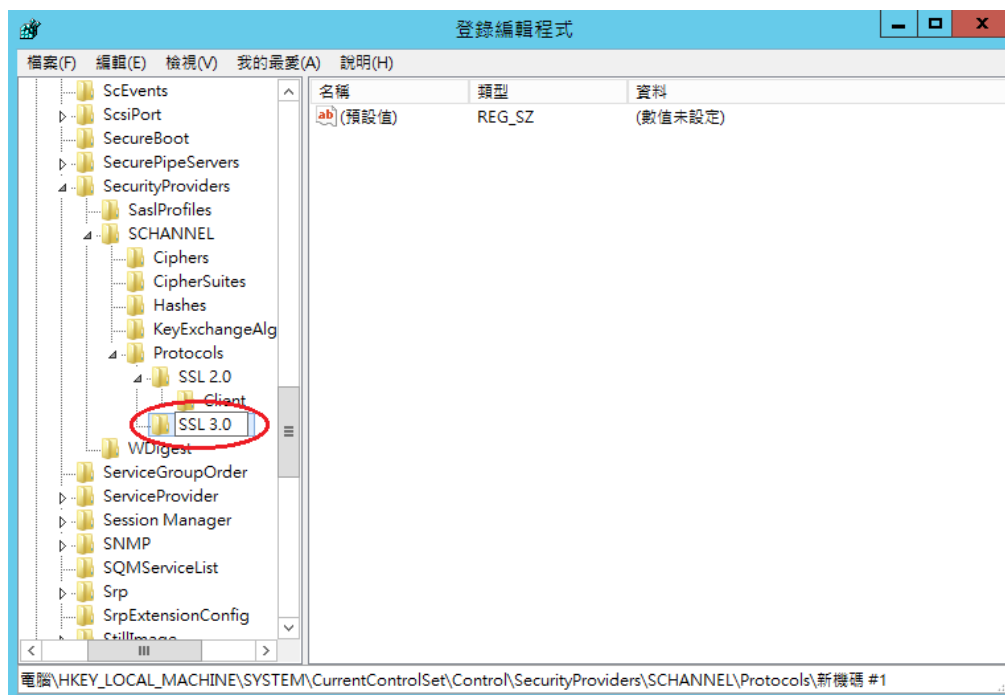 登錄編輯程式
檔案(F) 編輯(E) 檢視(V) 我的最愛(A) 說明(H)
ScEvents
ScsiPort
SecureBoot
SecurePipeServers
SecurityProviders
SaslProfiles
SCHANNEL
Ciphers
CipherSuites
Hashes
KeyExchangeAlg
Protocols
SSL 2.0
Client
SSL 3.0
WDigest
ServiceGroupOrder
ServiceProvider
Session Manager
SNMP
SQMServiceList
Srp
SrpExtensionConfig
StillImage
名稱 類型 資料
ab (預設值) REG_SZ (數值未設定)
電腦\HKEY_LOCAL_MACHINE\SYSTEM\CurrentControlSet\Control\SecurityProviders\SCHANNEL\Protocols\新機碼 #1